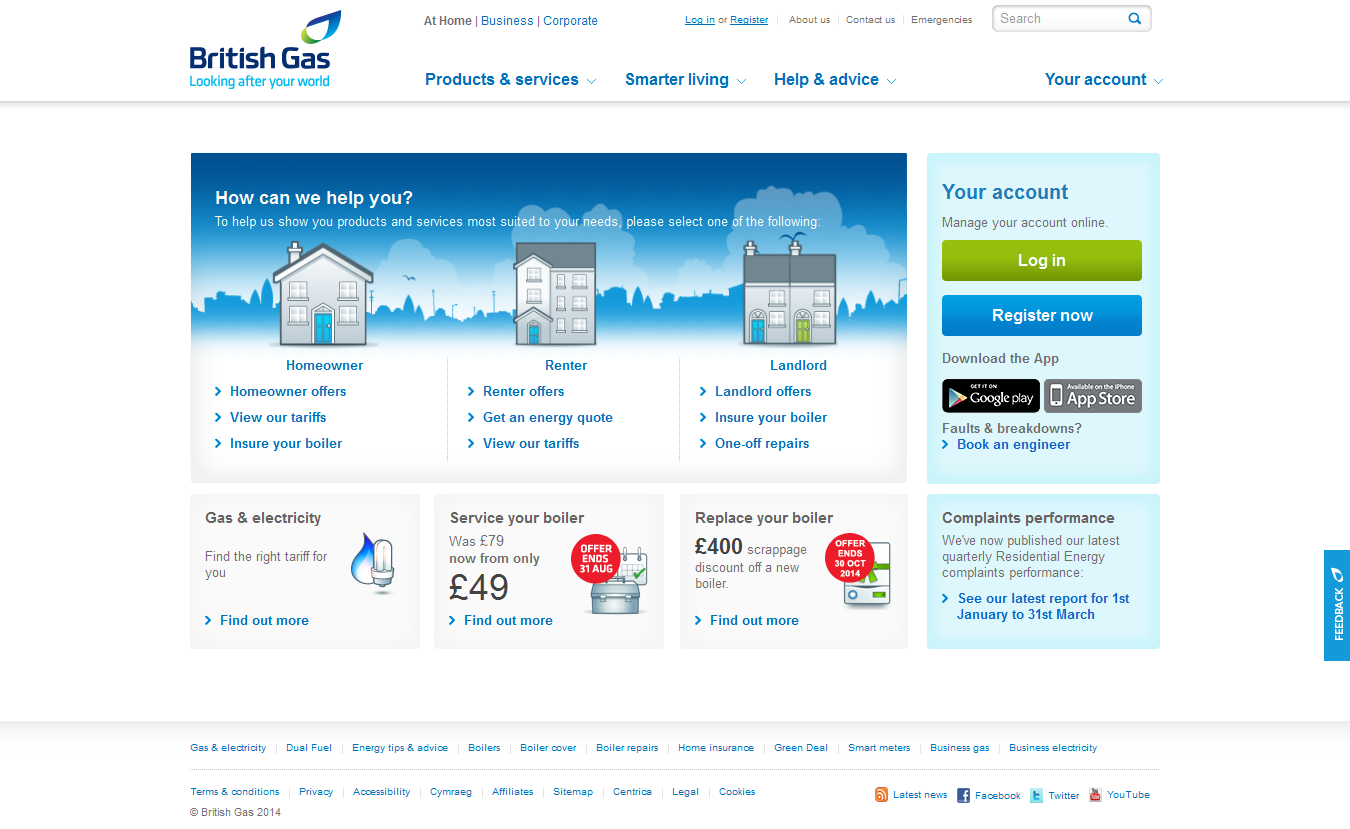 At Home | Business | Corporate
Log in or Register
About us
Contact us
Emergencies
Search
British Gas
Looking after your world
Products & services
Smarter living
Help & advice
Your account
How can we help you?
To help us show you products and services most suited to your needs, please select one of the following:
Homeowner
Homeowner offers
View our tariffs
Insure your boiler
Renter
Renter offers
Get an energy quote
View our tariffs
Landlord
Landlord offers
Insure your boiler
One-off repairs
Your account
Manage your account online.
Log in
Register now
Download the App
GET IT ON
Google play
Available on the iPhone
App Store
Faults & breakdowns?
Book an engineer
Gas & electricity
Find the right tariff for
you
Find out more
Service your boiler
Was £79
now from only
£49
OFFER
ENDS
31 AUG
Find out more
Replace your boiler
£400 scrappage
discount off a new
boiler.
OFFER
ENDS
30 OCT
2014
Find out more
Complaints performance
We've now published our latest
quarterly Residential Energy
complaints performance:
See our latest report for 1st
January to 31st March
FEEDBACK
Gas & electricity
Dual Fuel
Energy tips & advice
Boilers
Boiler cover
Boiler repairs
Home insurance
Green Deal
Smart meters
Business gas
Business electricity
Terms & conditions
Privacy
Accessibility
Cymraeg
Affiliates
Sitemap
Centrica
Legal
Cookies
Latest news
Facebook
Twitter
YouTube
© British Gas 2014